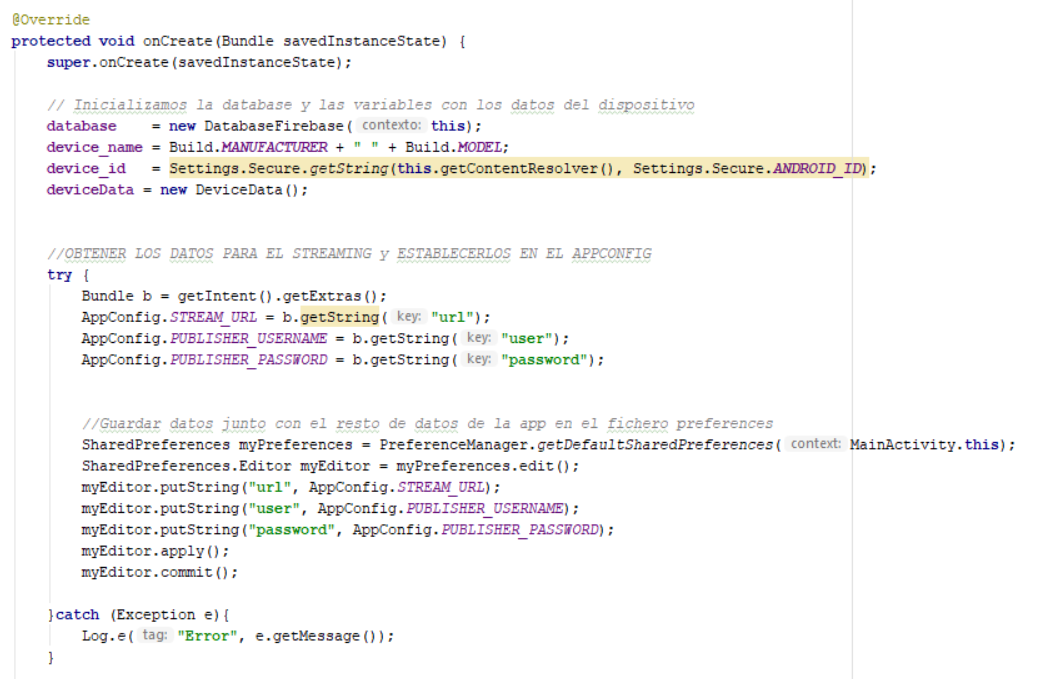 @Override
protected void onCreate(Bundle savedInstanceState) {
super.onCreate(savedInstanceState);
// Inicializamos la database y las variables con los datos del dispositivo
database = new DatabaseFirebase( contexto: this);
device_name = Build.MANUFACTURER + " " + Build.MODEL;
device_id = Settings.Secure.getString(this.getContentResolver(), Settings.Secure.ANDROID_ID);
deviceData = new DeviceData();
//OBTENER LOS DATOS PARA EL STREAMING y ESTABLECERLOS EN EL APPCONFIG
try {
Bundle b = getIntent().getExtras();
AppConfig.STREAM_URL = b.getString( key: "url");
AppConfig.PUBLISHER_USERNAME = b.getString( key: "user");
AppConfig.PUBLISHER_PASSWORD = b.getString( key: "password");
//Guardar datos junto con el resto de datos de la app en el fichero preferences
SharedPreferences myPreferences = PreferenceManager.getDefaultSharedPreferences( context: MainActivity.this);
SharedPreferences.Editor myEditor = myPreferences.edit();
myEditor.putString("url", AppConfig.STREAM_URL);
myEditor.putString("user", AppConfig.PUBLISHER_USERNAME);
myEditor.putString("password", AppConfig.PUBLISHER_PASSWORD);
myEditor.apply();
myEditor.commit();
}catch (Exception e){
Log.e( tag: "Error", e.getMessage());
}